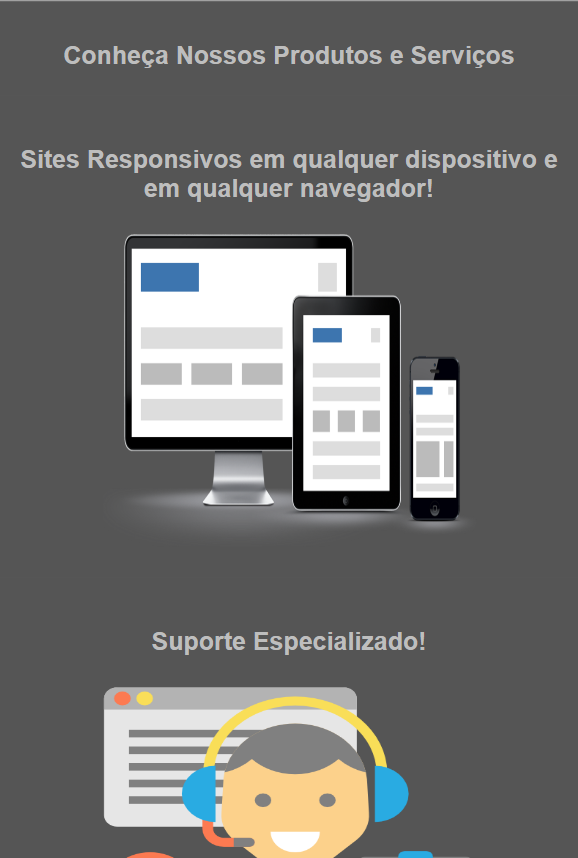 Conheça Nossos Produtos e Serviços
Sites Responsivos em qualquer dispositivo e
em qualquer navegador!
Suporte Especializado!